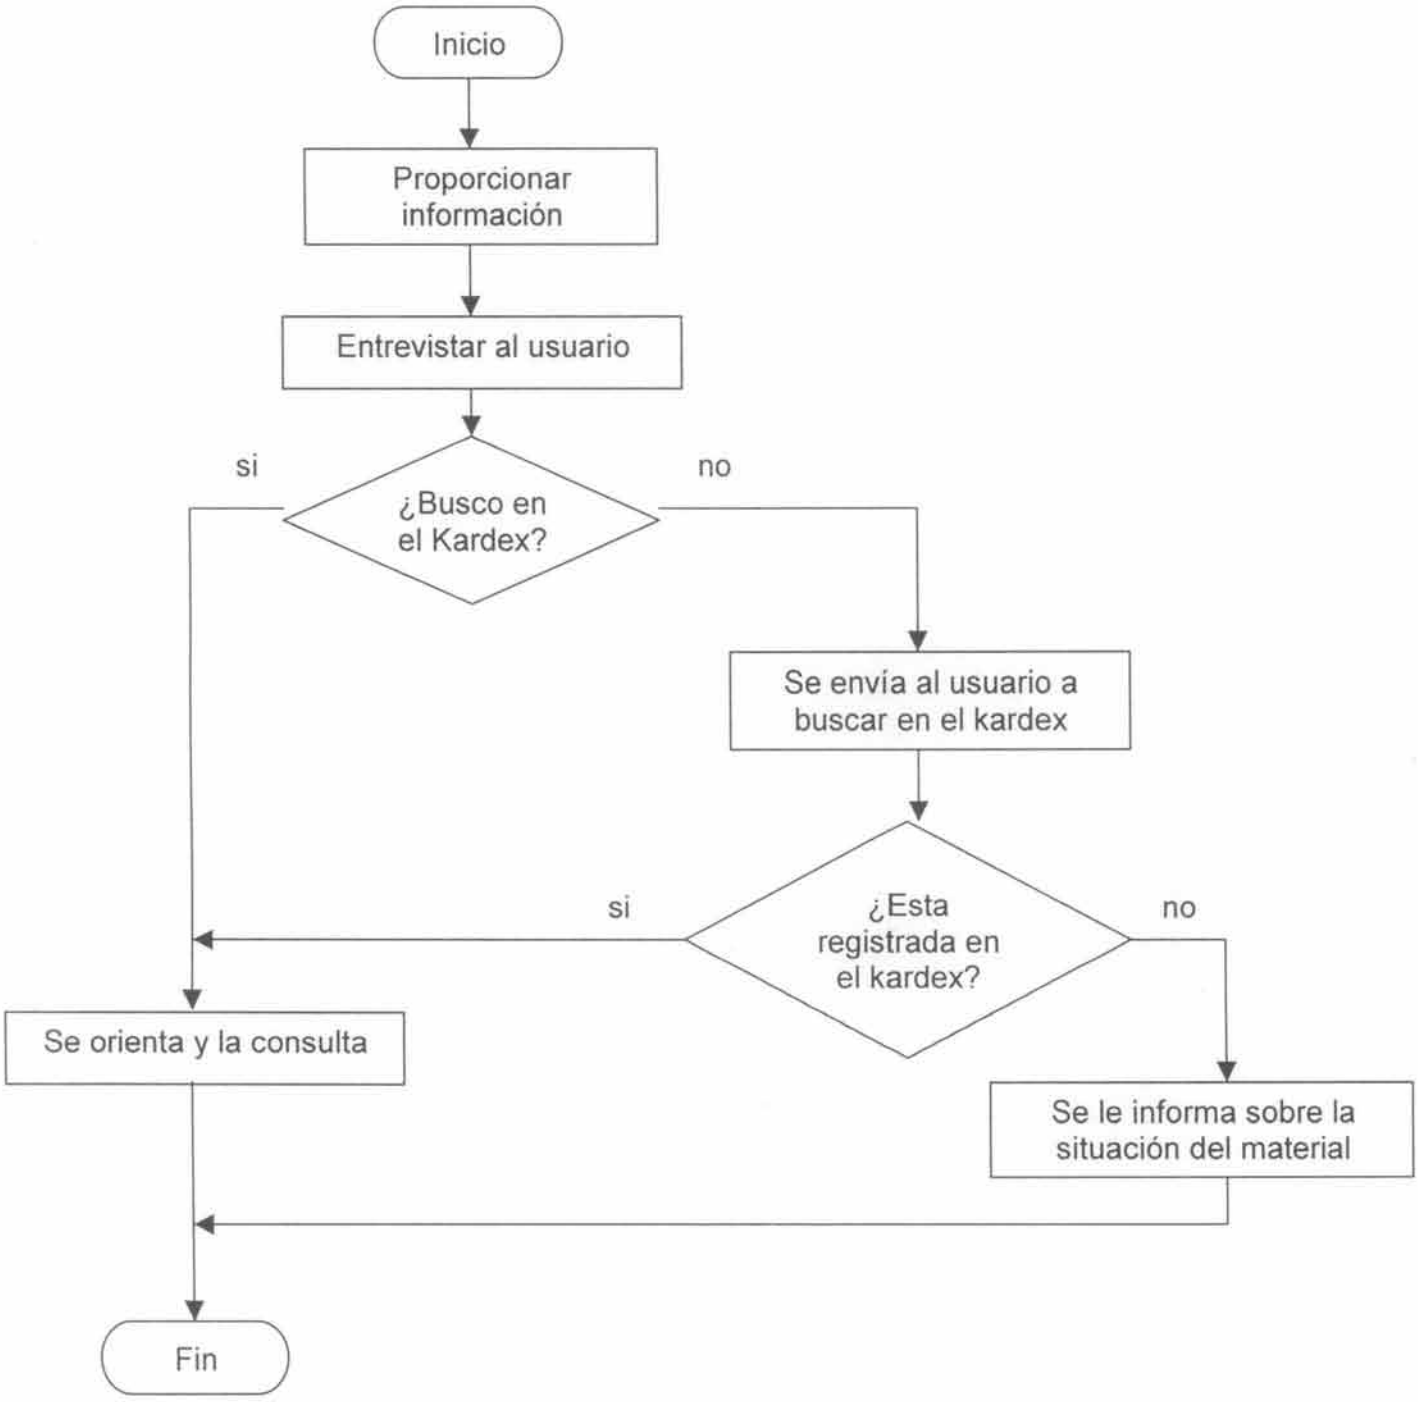 Inicio
Proporcionar
información
Entrevistar al usuario
si
no
¿Busco en
el Kardex?
Se envía al usuario a
buscar en el kardex
si
¿Esta
registrada en
el kardex?
no
Se orienta y la consulta
Se le informa sobre la
situación del material
Fin